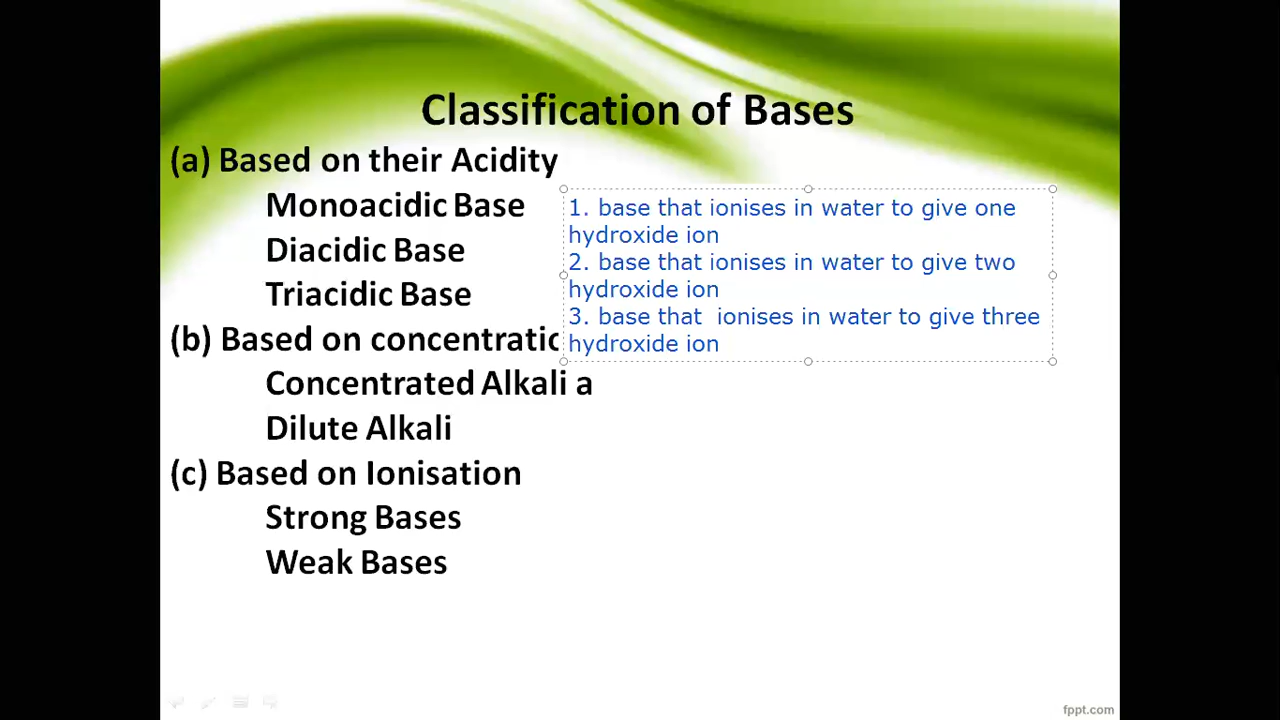 Classification of Bases
(a) Based on their Acidity
Monoacidic Base
Diacidic Base
Triacidic Base
1. base that ionises in water to give one
hydroxide ion
2. base that ionises in water to give two
hydroxide ion
3. base that  ionises in water to give three
hydroxide ion
(b) Based on concentratic
Concentrated Alkali a
Dilute Alkali
(c) Based on Ionisation
Strong Bases
Weak Bases
fppt.com